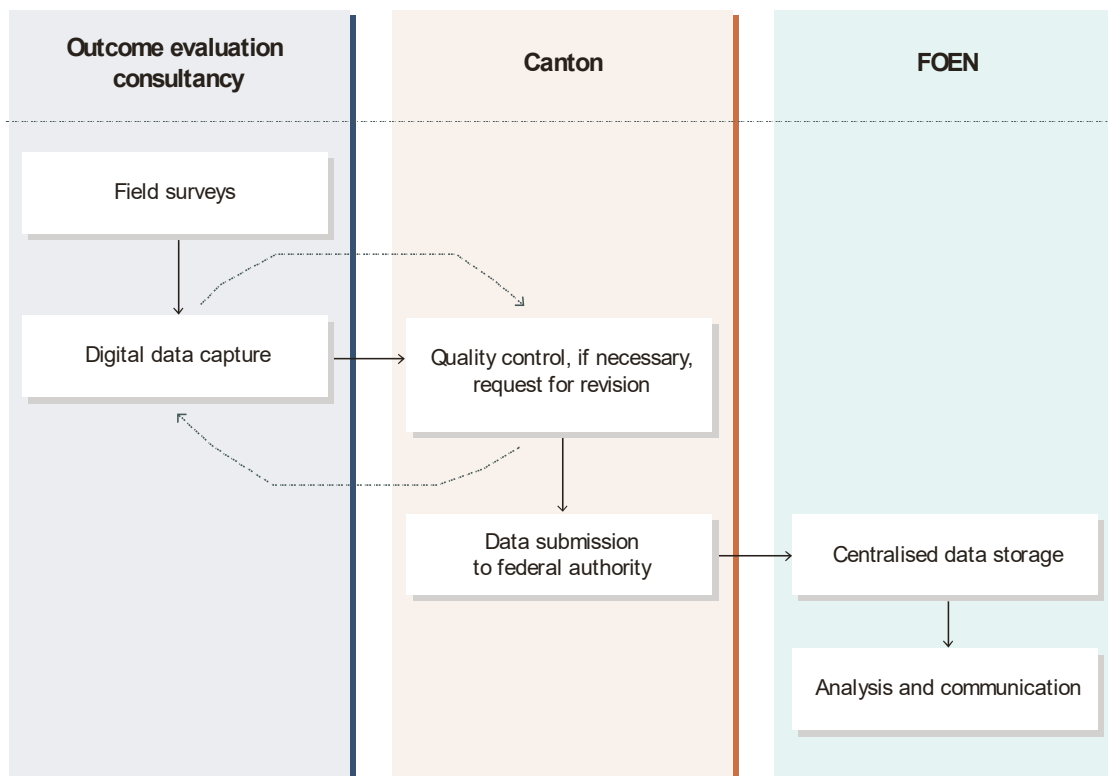 Outcome evaluation
consultancy
Canton
FOEN
Field surveys
Digital data capture
Quality control, if necessary,
request for revision
Data submission
to federal authority
Centralised data storage
Analysis and communication